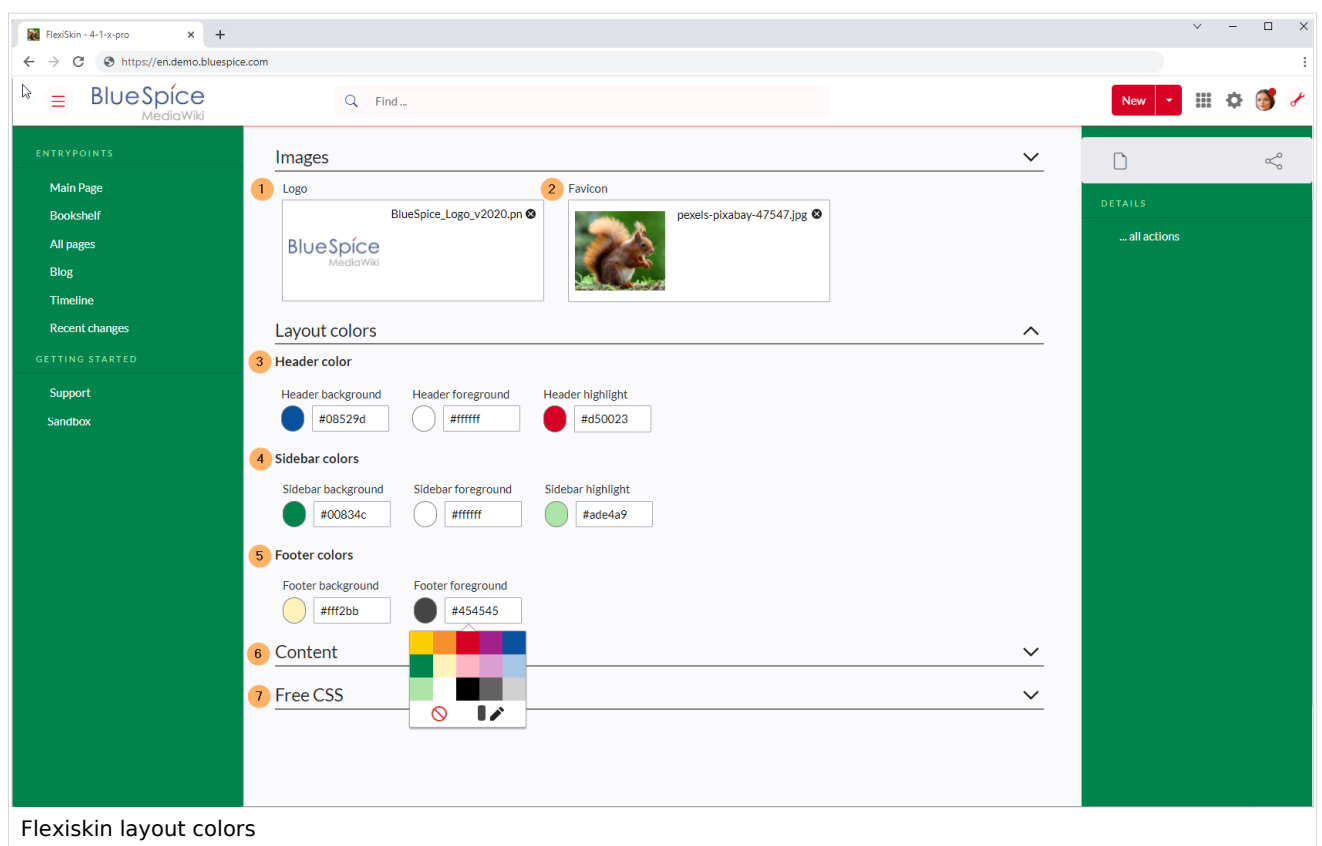 FlexiSkin - 4-1-x-pro
https://en.demo.bluespice.com
BlueSpice
MediaWiki
Find ...
New
ENTRYPOINTS
Main Page
Bookshelf
All pages
Blog
Timeline
Recent changes
GETTING STARTED
Support
Sandbox
Images
1 Logo
2 Favicon
BlueSpice_Logo_v2020.pn
BlueSpice
MediaWiki
pexels-pixabay-47547.jpg
Layout colors
3 Header color
Header background Header foreground Header highlight
#08529d #ffffff #d50023
4 Sidebar colors
Sidebar background Sidebar foreground Sidebar highlight
#00834c #ffffff #ade4a9
5 Footer colors
Footer background Footer foreground
#fff2bb #454545
6 Content
7 Free CSS
DETAILS
... all actions
Flexiskin layout colors